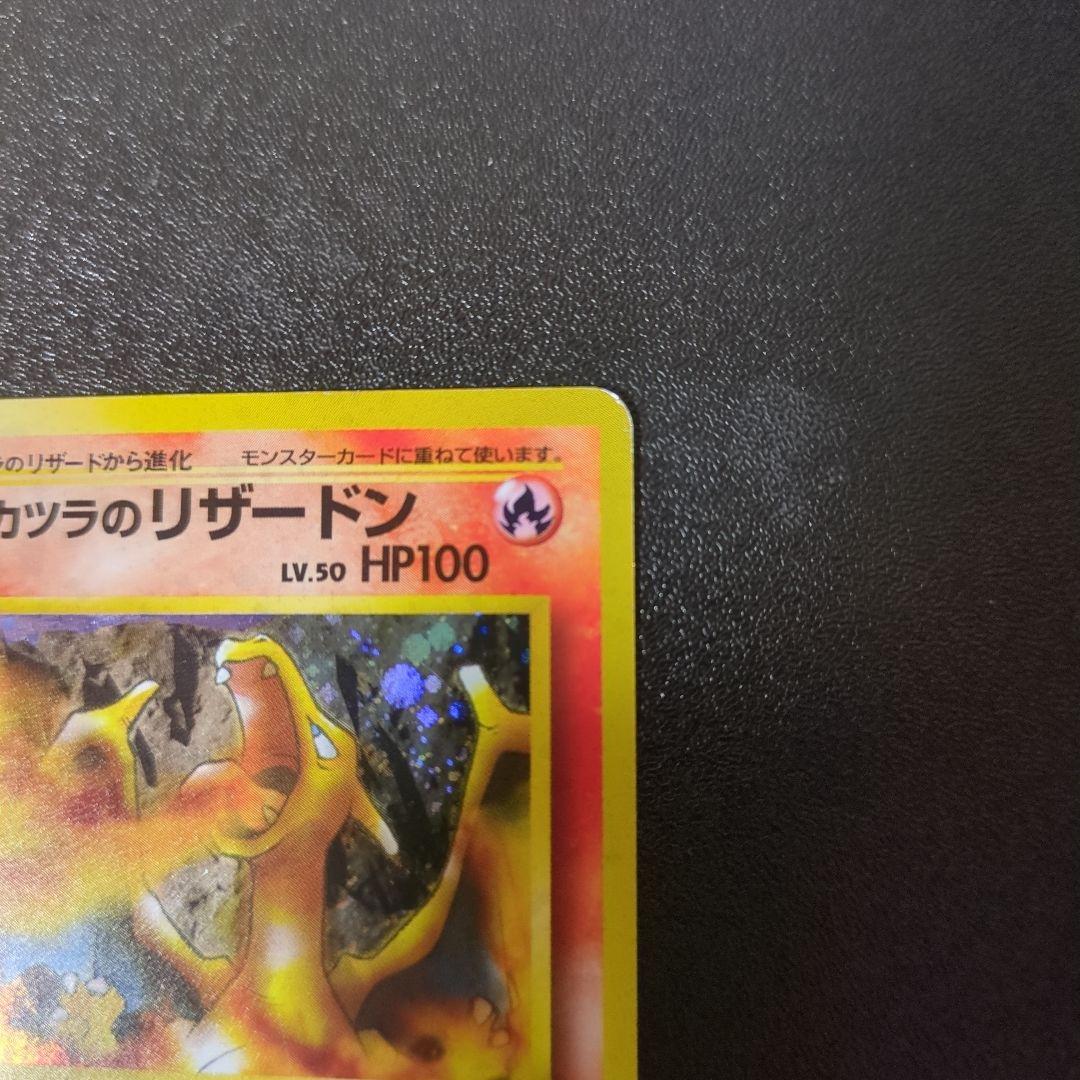 ラのリザードから進化 モンスターカードに重ねて使います。
カツラのリザードン
LV.50 HP100